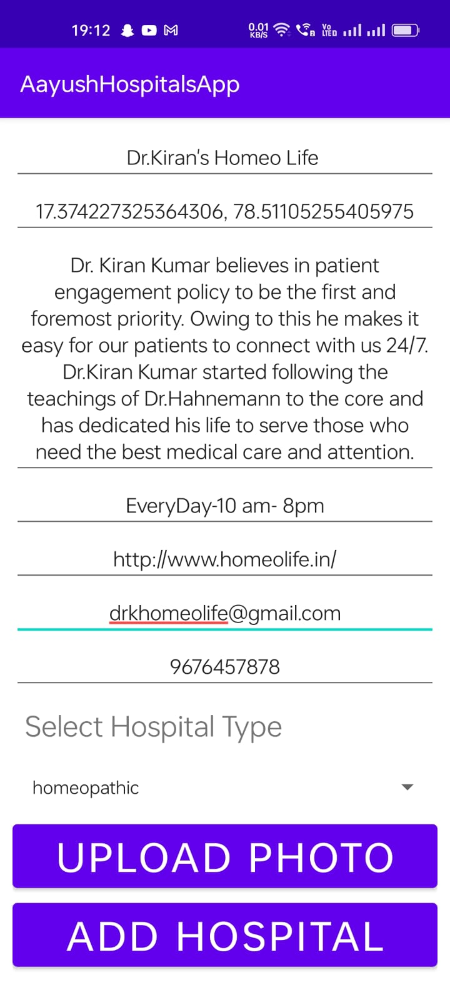 19:12
0.01 KB/S
Vo LTED
AayushHospitalsApp
Dr.Kiran's Homeo Life
17.374227325364306, 78.51105255405975
Dr. Kiran Kumar believes in patient
engagement policy to be the first and
foremost priority. Owing to this he makes it
easy for our patients to connect with us 24/7.
Dr.Kiran Kumar started following the
teachings of Dr.Hahnemann to the core and
has dedicated his life to serve those who
need the best medical care and attention.
EveryDay-10 am- 8pm
http://www.homeolife.in/
drkhomeolife@gmail.com
9676457878
Select Hospital Type
homeopathic
UPLOAD PHOTO
ADD HOSPITAL